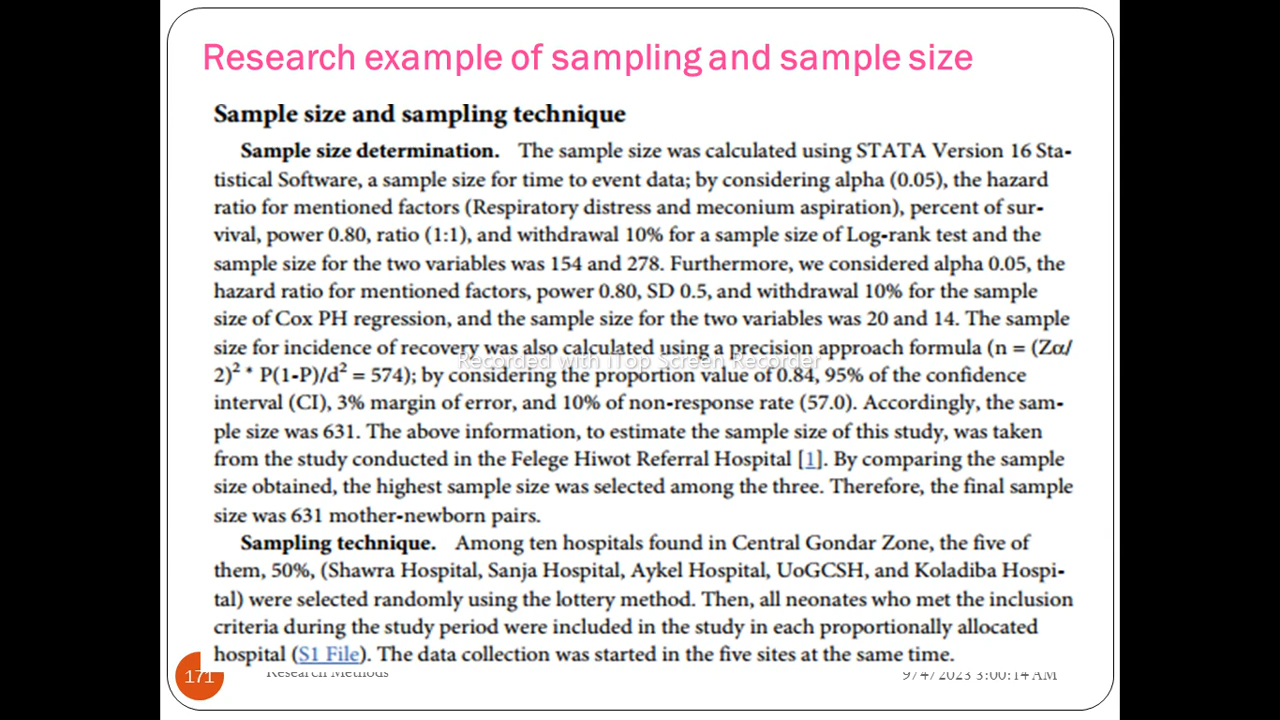 Research example of sampling and sample size
Sample size and sampling technique
Sample size determination. The sample size was calculated using STATA Version 16 Sta-
tistical Software, a sample size for time to event data; by considering alpha (0.05), the hazard
ratio for mentioned factors (Respiratory distress and meconium aspiration), percent of sur-
vival, power 0.80, ratio (1:1), and withdrawal 10% for a sample size of Log-rank test and the
sample size for the two variables was 154 and 278. Furthermore, we considered alpha 0.05, the
hazard ratio for mentioned factors, power 0.80, SD 0.5, and withdrawal 10% for the sample
size of Cox PH regression, and the sample size for the two variables was 20 and 14. The sample
size for incidence of recovery was also calculated using a precision approach formula (n = (Zα/
Recorded with iTop Screen Recorder
2)² * P(1-P)/d² = 574); by considering the proportion value of 0.84, 95% of the confidence
interval (CI), 3% margin of error, and 10% of non-response rate (57.0). Accordingly, the sam-
ple size was 631. The above information, to estimate the sample size of this study, was taken
from the study conducted in the Felege Hiwot Referral Hospital [1]. By comparing the sample
size obtained, the highest sample size was selected among the three. Therefore, the final sample
size was 631 mother-newborn pairs.
Sampling technique. Among ten hospitals found in Central Gondar Zone, the five of
them, 50%, (Shawra Hospital, Sanja Hospital, Aykel Hospital, UoGCSH, and Koladiba Hospi-
tal) were selected randomly using the lottery method. Then, all neonates who met the inclusion
criteria during the study period were included in the study in each proportionally allocated
hospital (S1 File). The data collection was started in the five sites at the same time.
171 Research Methods 9/4/2023 3:00:14 AM